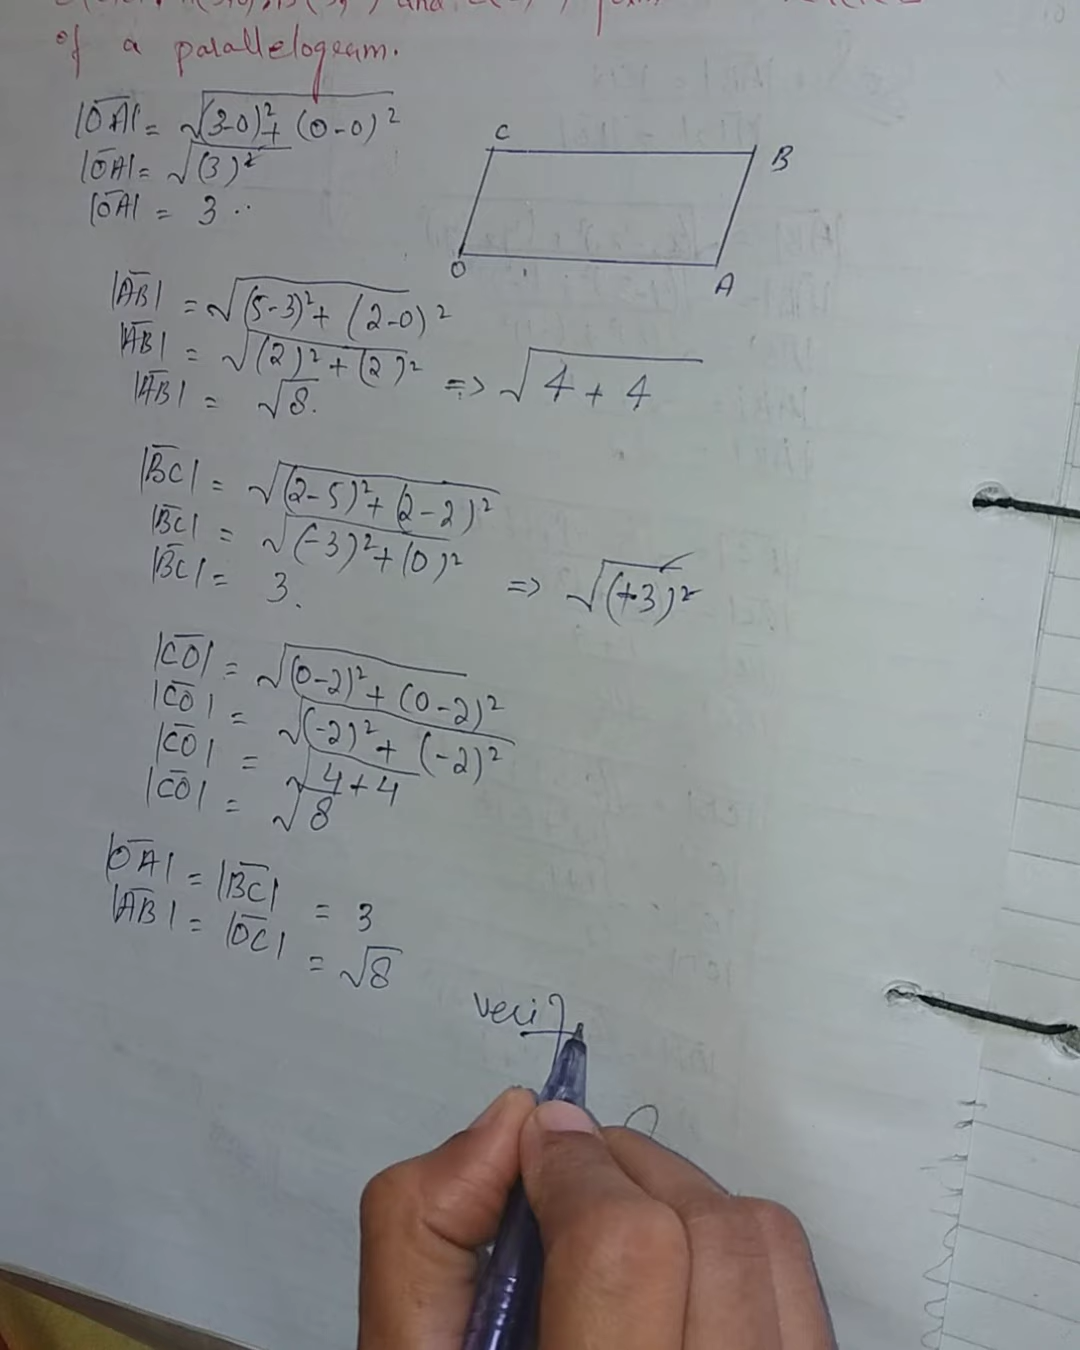 of a parallelogram.
|OA| = √(3-0)² + (0-0)²
|OA| = √(3)²
|OA| = 3 ..
C
B
O
A
|AB| = √(5-3)² + (2-0)²
|AB| = √(2)² + (2)² => √4 + 4
|AB| = √8.
|BC| = √(2-5)² + (2-2)²
|BC| = √(-3)² + (0)² => √(+3)²
|BC| = 3.
|CO| = √(0-2)² + (0-2)²
|CO| = √(-2)² + (-2)²
|CO| = √4+4
|CO| = √8
|OA| = |BC| = 3
|AB| = |OC| = √8